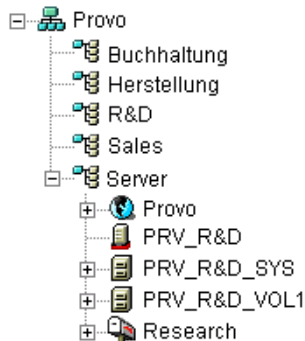 Provo
Buchhaltung
Herstellung
R&D
Sales
Server
Provo
PRV_R&D
PRV_R&D_SYS
PRV_R&D_VOL1
Research